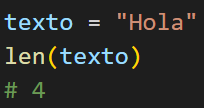 texto = "Hola"
len(texto)
# 4